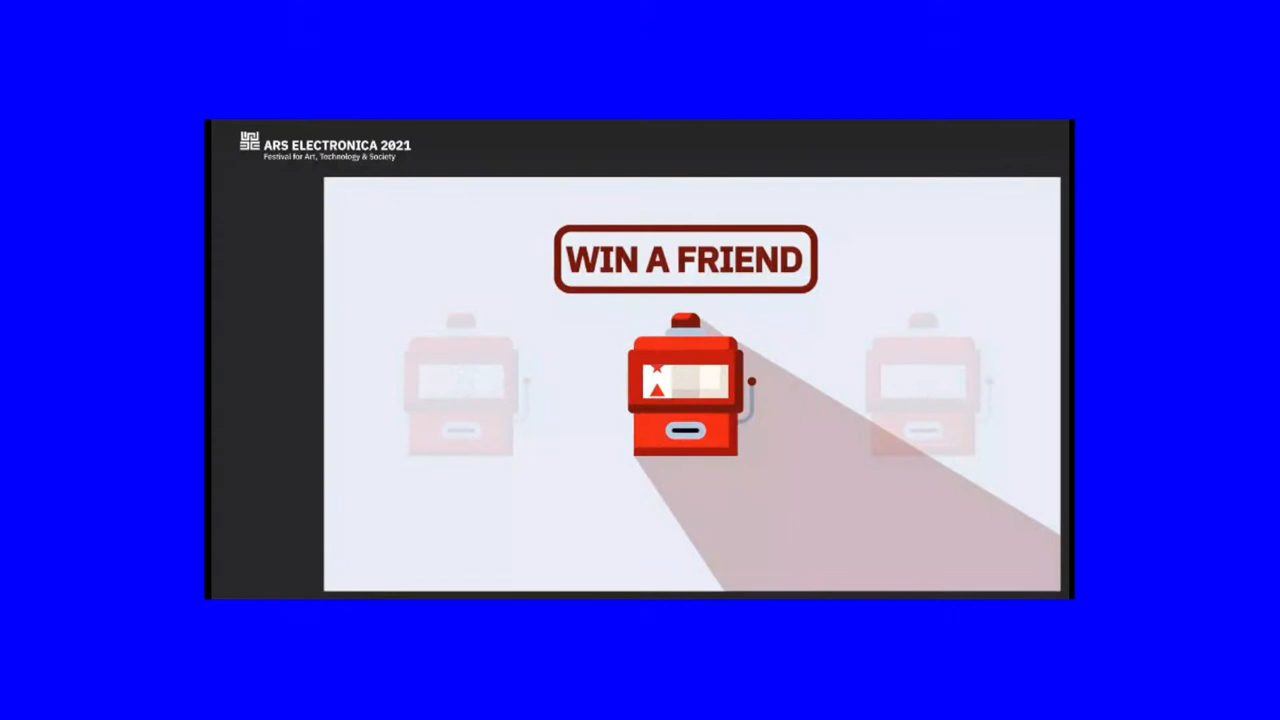 ARS ELECTRONICA 2021
Festival for Art, Technology & Society
WIN A FRIEND